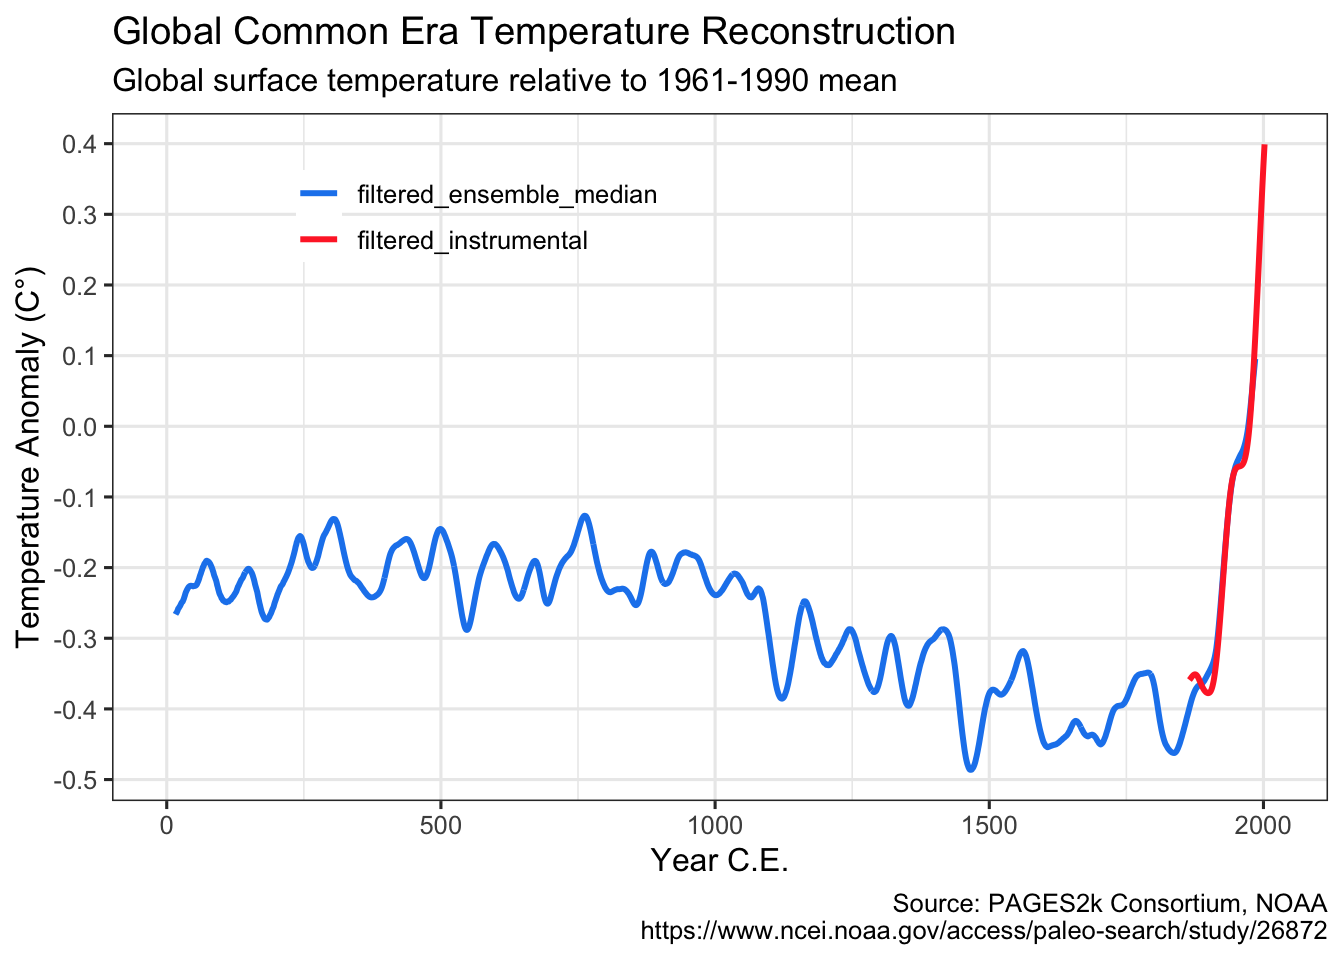 Global Common Era Temperature Reconstruction
Global surface temperature relative to 1961-1990 mean
Temperature Anomaly (C°)
0.4
0.3
0.2
0.1
0.0
-0.1
-0.2
-0.3
-0.4
-0.5
filtered_ensemble_median
filtered_instrumental
0 500 1000 1500 2000
Year C.E.
Source: PAGES2k Consortium, NOAA
https://www.ncei.noaa.gov/access/paleo-search/study/26872